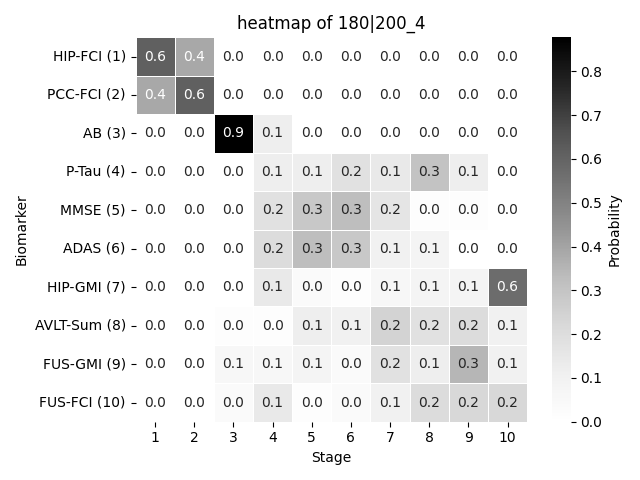 heatmap of 180|200_4
HIP-FCI (1) 0.6 0.4 0.0 0.0 0.0 0.0 0.0 0.0 0.0 0.0
PCC-FCI (2) 0.4 0.6 0.0 0.0 0.0 0.0 0.0 0.0 0.0 0.0
AB (3) 0.0 0.0 0.9 0.1 0.0 0.0 0.0 0.0 0.0 0.0
P-Tau (4) 0.0 0.0 0.0 0.1 0.1 0.2 0.1 0.3 0.1 0.0
MMSE (5) 0.0 0.0 0.0 0.2 0.3 0.3 0.2 0.0 0.0 0.0
ADAS (6) 0.0 0.0 0.0 0.2 0.3 0.3 0.1 0.1 0.0 0.0
HIP-GMI (7) 0.0 0.0 0.0 0.1 0.0 0.0 0.1 0.1 0.1 0.6
AVLT-Sum (8) 0.0 0.0 0.0 0.0 0.1 0.1 0.2 0.2 0.2 0.1
FUS-GMI (9) 0.0 0.0 0.1 0.1 0.1 0.0 0.2 0.1 0.3 0.1
FUS-FCI (10) 0.0 0.0 0.0 0.1 0.0 0.0 0.1 0.2 0.2 0.2
1 2 3 4 5 6 7 8 9 10
Stage
Biomarker
0.8
0.7
0.6
0.5
0.4
0.3
0.2
0.1
0.0
Probability